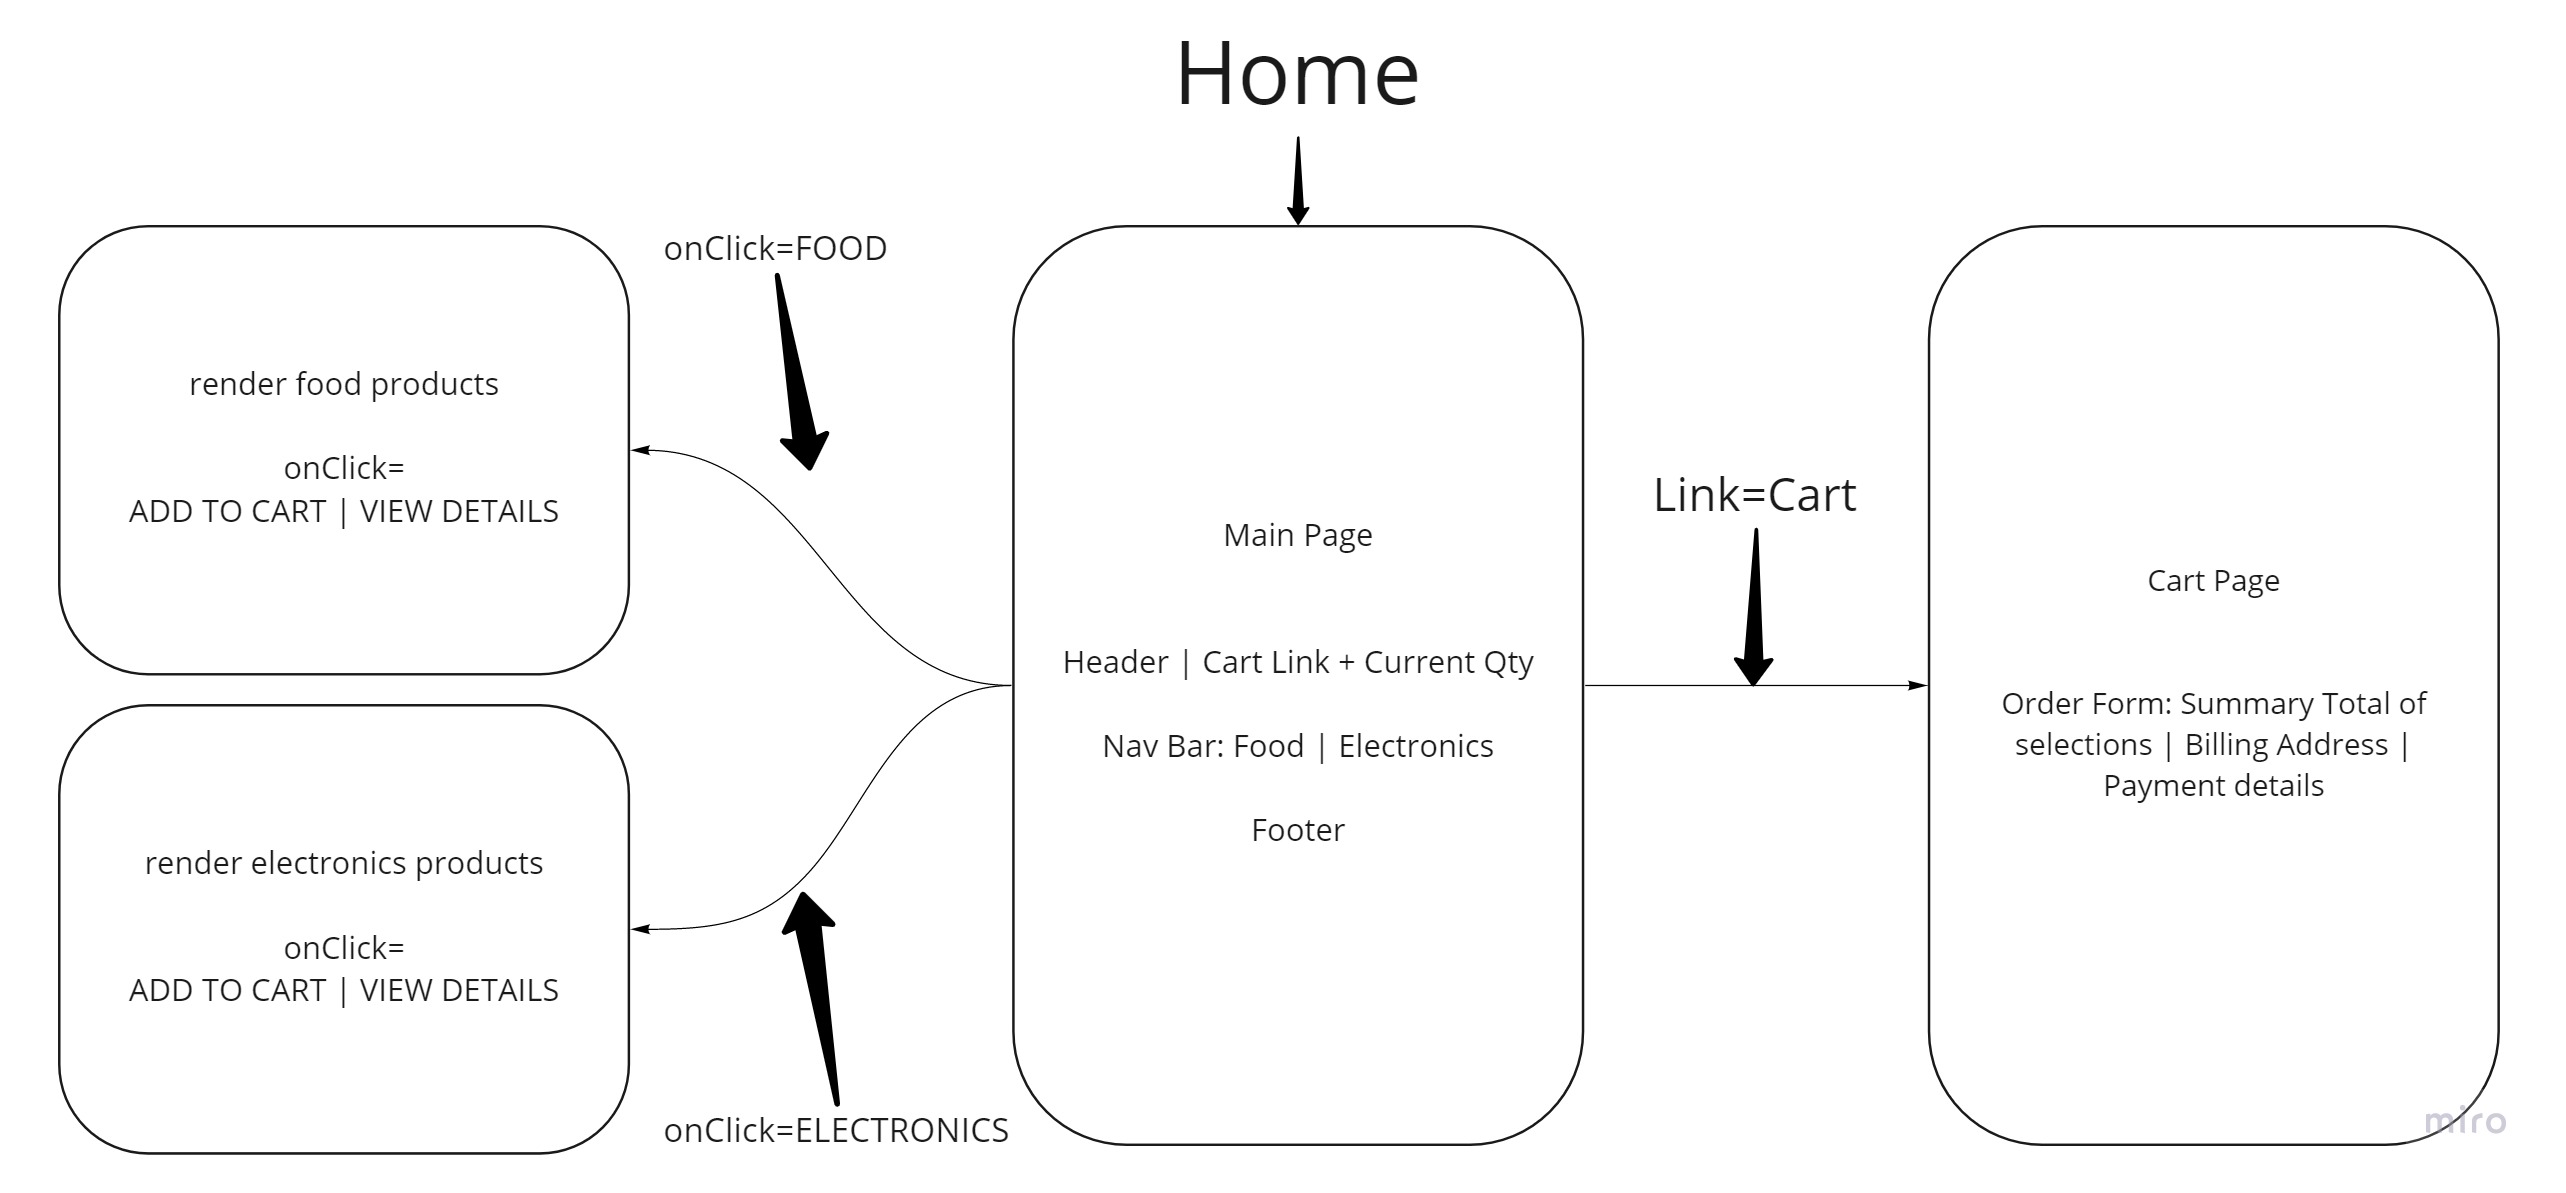 Home
onClick=FOOD
render food products
onClick=
ADD TO CART | VIEW DETAILS
Link=Cart
Main Page
Header | Cart Link + Current Qty
Nav Bar: Food | Electronics
Footer
Cart Page
Order Form: Summary Total of
selections | Billing Address |
Payment details
render electronics products
onClick=
ADD TO CART | VIEW DETAILS
onClick=ELECTRONICS
miro